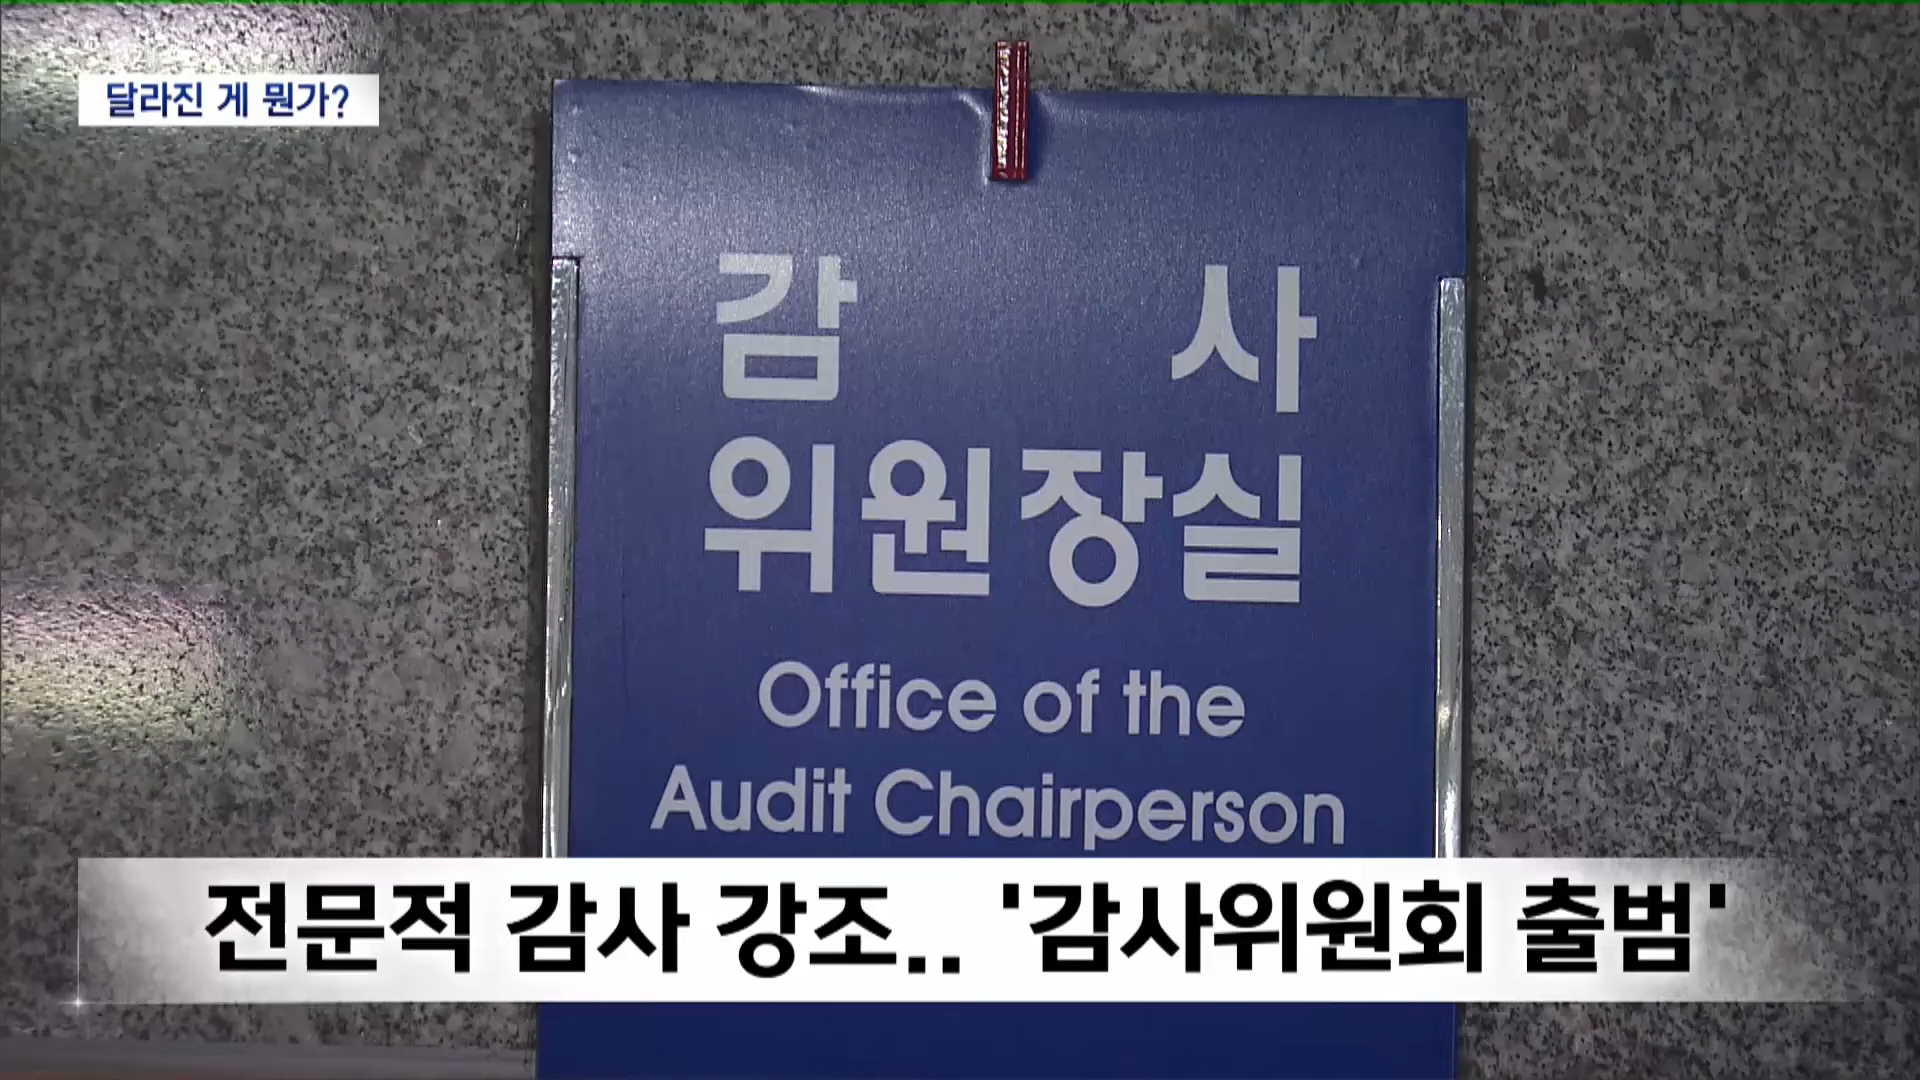 달라진 게 뭔가?
감 사
위원장실
Office of the
Audit Chairperson
전문적 감사 강조.. '감사위원회 출범'